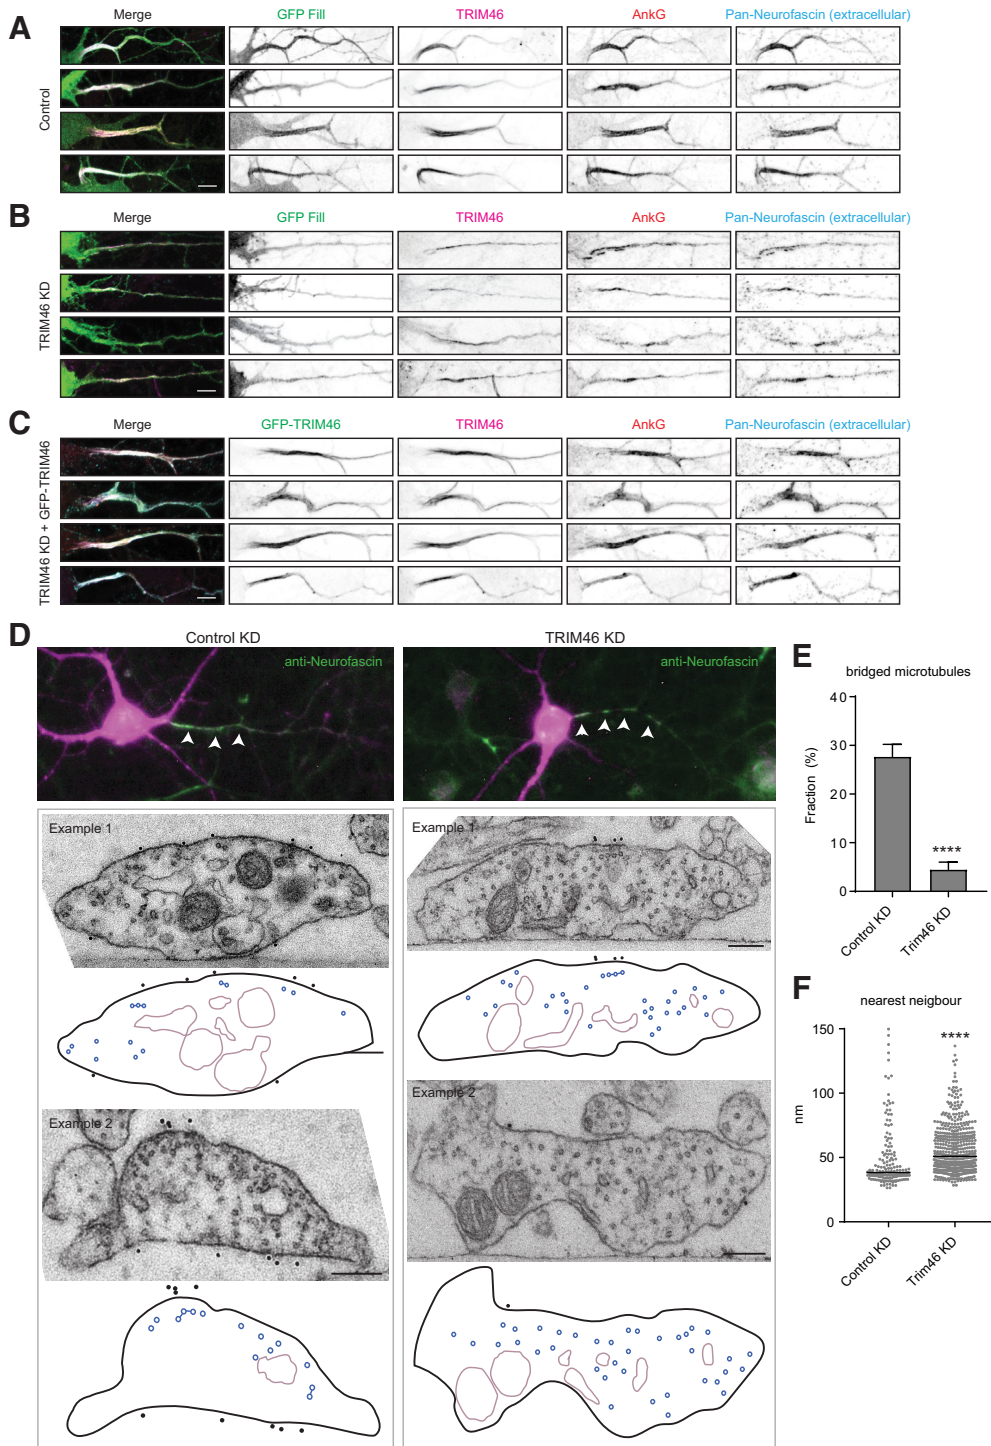 A
Merge GFP Fill TRIM46 AnkG Pan-Neurofascin (extracellular)
Control
B
Merge GFP Fill TRIM46 AnkG Pan-Neurofascin (extracellular)
TRIM46 KD
C
Merge GFP-TRIM46 TRIM46 AnkG Pan-Neurofascin (extracellular)
TRIM46 KD + GFP-TRIM46
D
Control KD TRIM46 KD
anti-Neurofascin anti-Neurofascin
Example 1 Example 1
Example 2 Example 2
E
bridged microtubules
Fraction (%)
40
30
20
10
0
****
Control KD Trim46 KD
F
nearest neigbour
nm
150
100
50
0
****
Control KD Trim46 KD